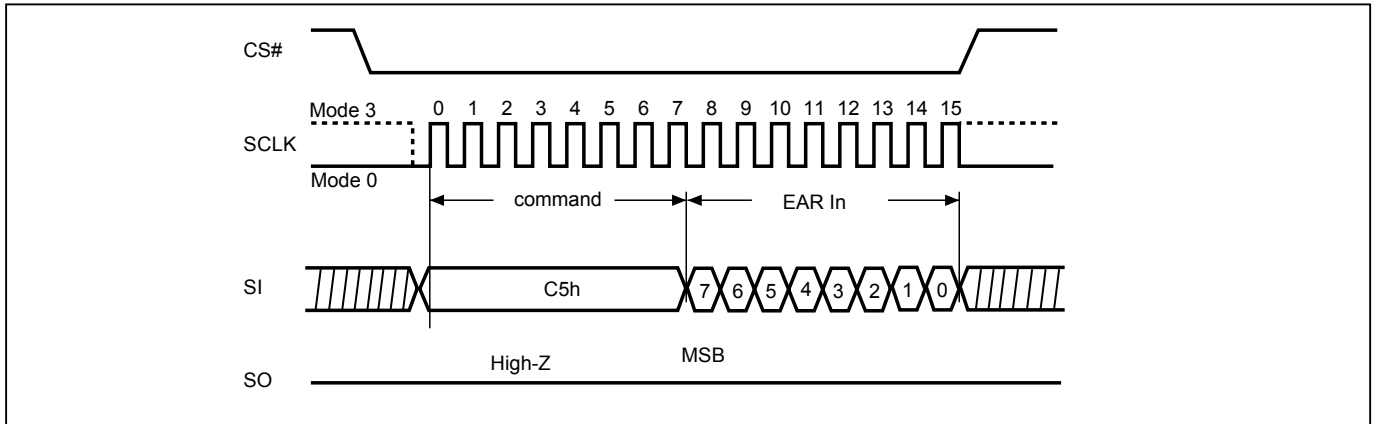 CS#
Mode 3
0 1 2 3 4 5 6 7 8 9 10 11 12 13 14 15
SCLK
Mode 0
command
EAR In
SI
C5h
7 6 5 4 3 2 1 0
High-Z
MSB
SO